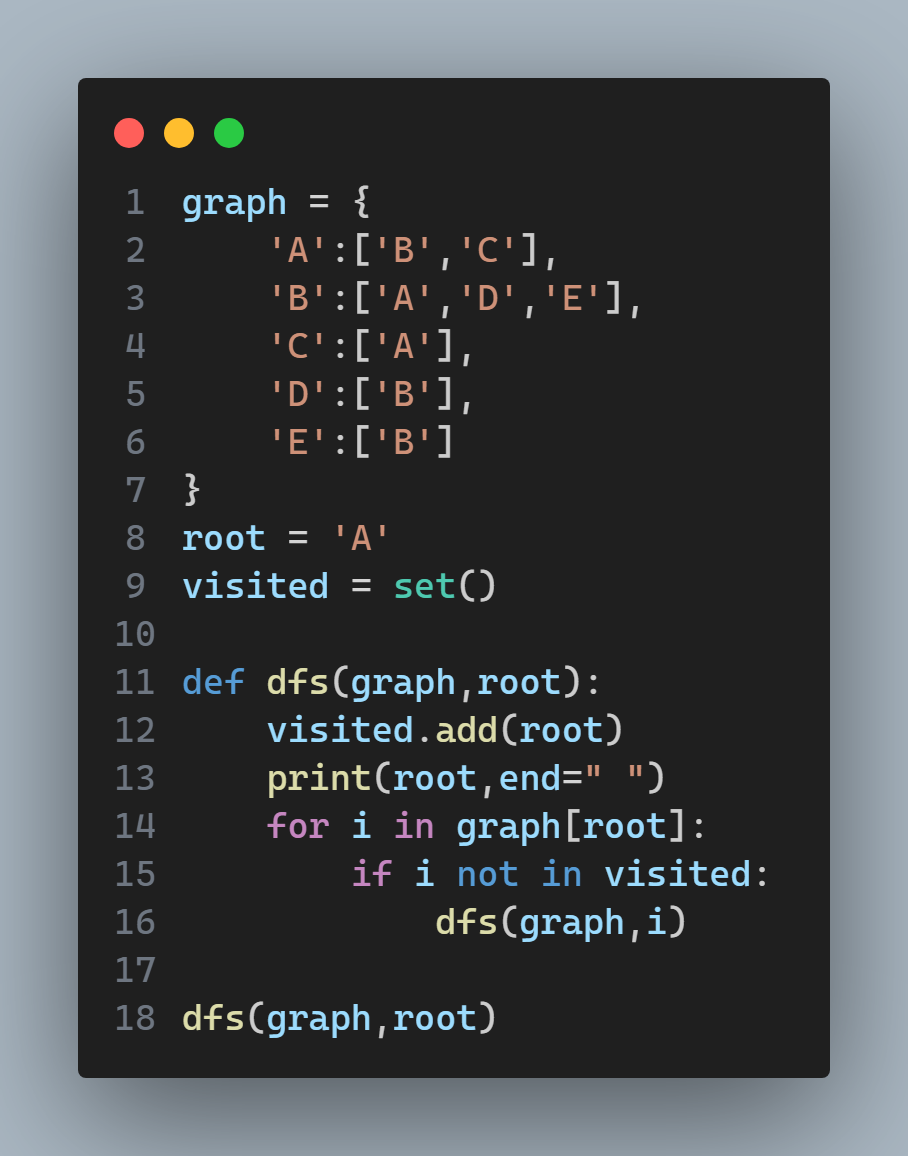 1 graph = {
2     'A':['B','C'],
3     'B':['A','D','E'],
4     'C':['A'],
5     'D':['B'],
6     'E':['B']
7 }
8 root = 'A'
9 visited = set()
10
11 def dfs(graph,root):
12     visited.add(root)
13     print(root,end=" ")
14     for i in graph[root]:
15         if i not in visited:
16             dfs(graph,i)
17
18 dfs(graph,root)